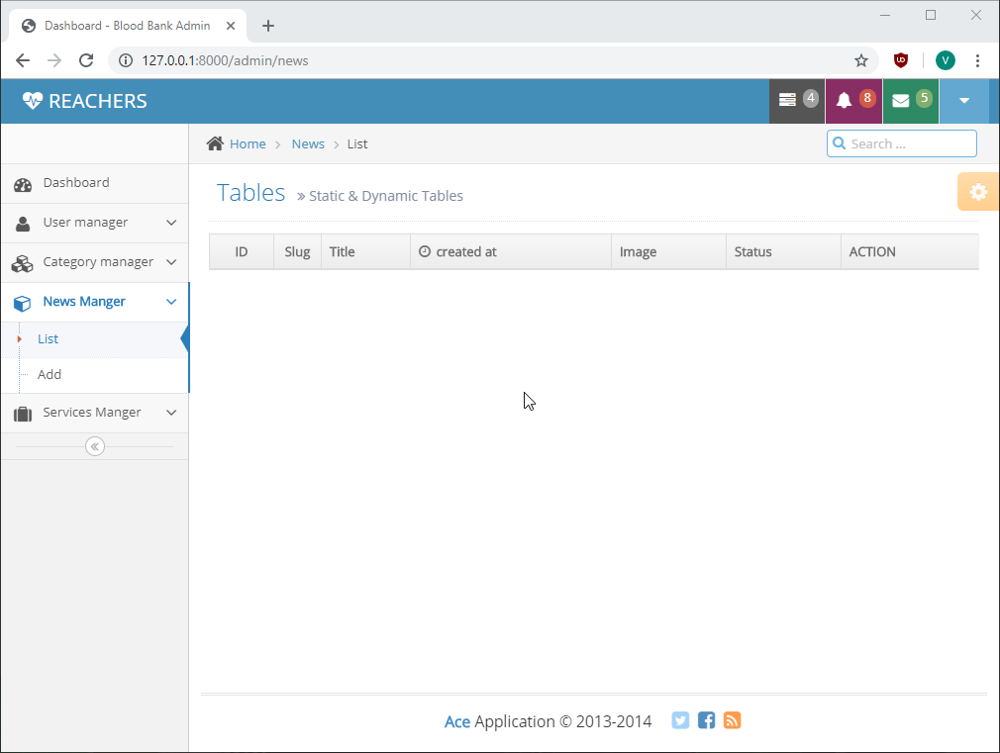 Dashboard - Blood Bank Admin
127.0.0.1:8000/admin/news
UD
V
REACHERS
4
8
5
Home
News
List
Search ...
Dashboard
User manager
Category manager
News Manger
List
Add
Services Manger
Tables
» Static & Dynamic Tables
ID Slug Title created at Image Status ACTION
Ace Application © 2013-2014